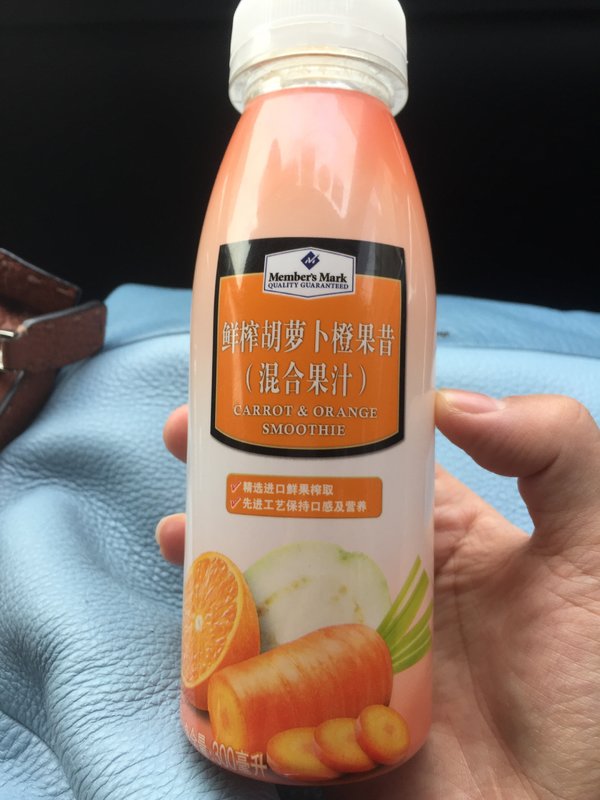 Member's Mark
QUALITY GUARANTEED
鲜榨胡萝卜橙果昔
（混合果汁）
CARROT & ORANGE
SMOOTHIE
✓精选进口鲜果榨取
✓先进工艺保持口感及营养
含量:300毫升